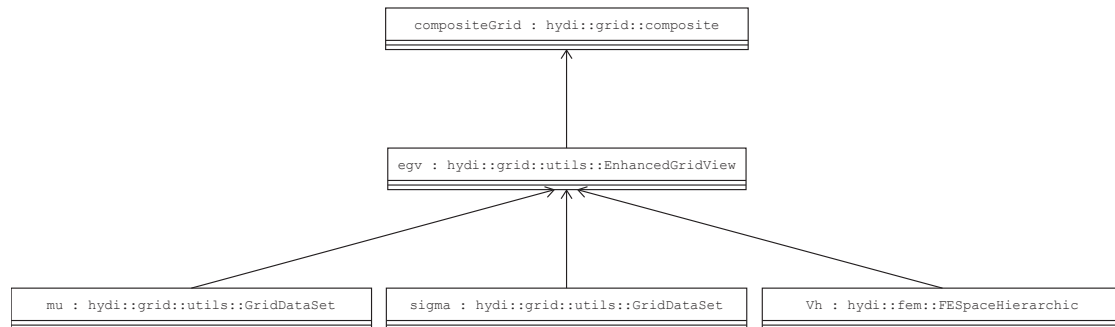 compositeGrid : hydi::grid::composite
egv : hydi::grid::utils::EnhancedGridView
mu : hydi::grid::utils::GridDataSet
sigma : hydi::grid::utils::GridDataSet
Vh : hydi::fem::FESpaceHierarchic